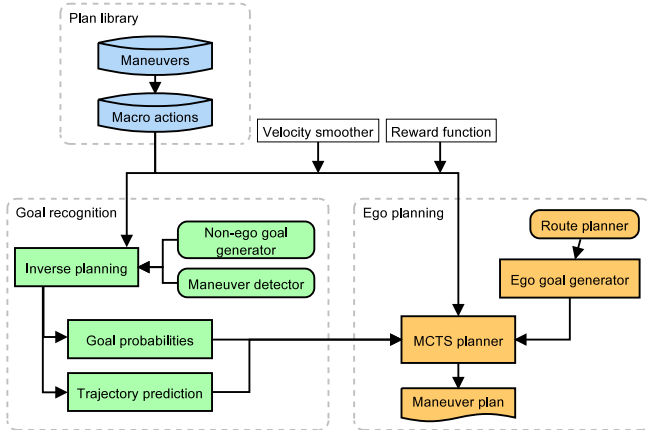 Plan library
Maneuvers
Macro actions
Velocity smoother
Reward function
Goal recognition
Non-ego goal
generator
Inverse planning
Maneuver detector
Goal probabilities
Trajectory prediction
Ego planning
Route planner
Ego goal generator
MCTS planner
Maneuver plan